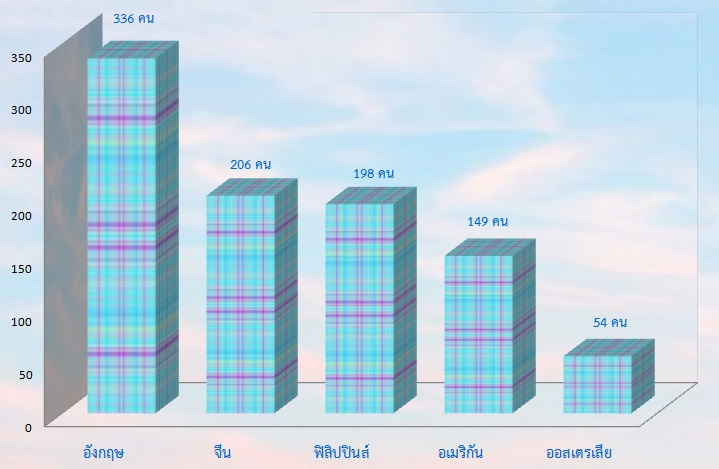 336 คน
206 คน
198 คน
149 คน
54 คน
350
300
250
200
150
100
50
0
อังกฤษ จีน ฟิลิปปินส์ อเมริกัน ออสเตรเลีย